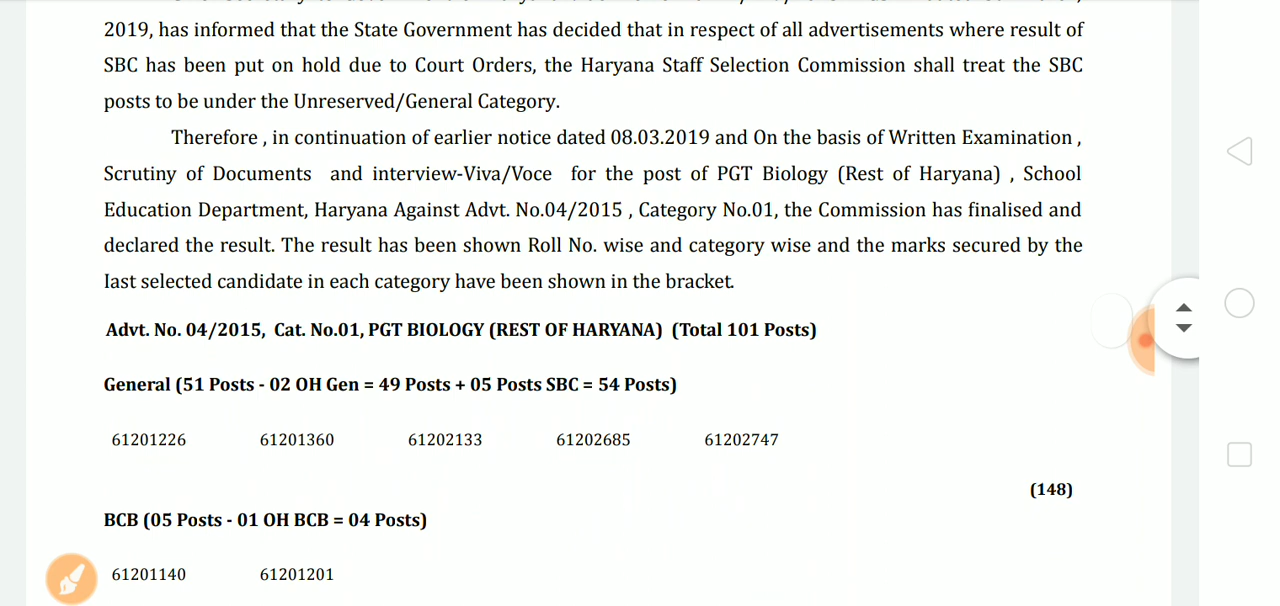 2019, has informed that the State Government has decided that in respect of all advertisements where result of
SBC has been put on hold due to Court Orders, the Haryana Staff Selection Commission shall treat the SBC
posts to be under the Unreserved/General Category.
Therefore , in continuation of earlier notice dated 08.03.2019 and On the basis of Written Examination ,
Scrutiny of Documents and interview-Viva/Voce for the post of PGT Biology (Rest of Haryana) , School
Education Department, Haryana Against Advt. No.04/2015 , Category No.01, the Commission has finalised and
declared the result. The result has been shown Roll No. wise and category wise and the marks secured by the
last selected candidate in each category have been shown in the bracket.
Advt. No. 04/2015, Cat. No.01, PGT BIOLOGY (REST OF HARYANA) (Total 101 Posts)
General (51 Posts - 02 OH Gen = 49 Posts + 05 Posts SBC = 54 Posts)
61201226 61201360 61202133 61202685 61202747
(148)
BCB (05 Posts - 01 OH BCB = 04 Posts)
61201140 61201201